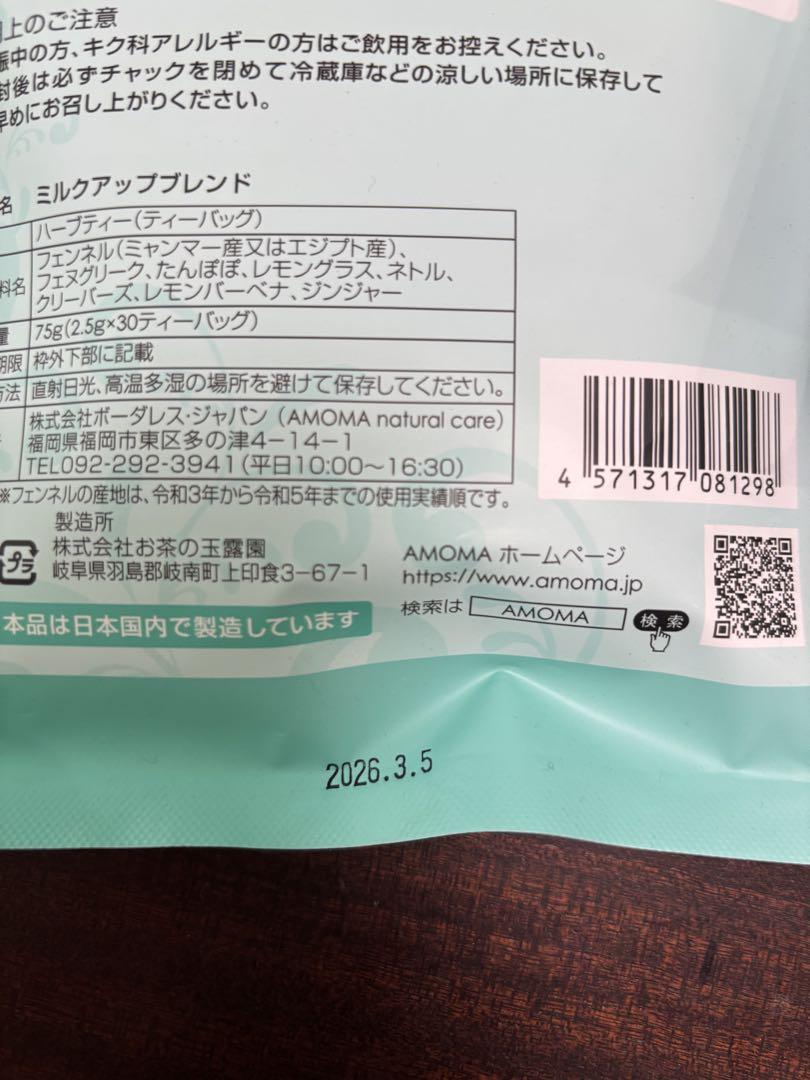 上のご注意
中の方、キク科アレルギーの方はご飲用をお控えください。
封後は必ずチャックを閉めて冷蔵庫などの涼しい場所に保存して
早めにお召し上がりください。
名 ミルクアップブレンド
ハーブティー(ティーバッグ)
料名 フェンネル(ミャンマー産又はエジプト産)、
フェヌグリーク、たんぽぽ、レモングラス、ネトル、
クリーバーズ、レモンバーベナ、ジンジャー
量 75g(2.5g×30ティーバッグ)
期限 枠外下部に記載
方法 直射日光、高温多湿の場所を避けて保存してください。
株式会社ボーダレス・ジャパン(AMOMA natural care)
福岡県福岡市東区多の津4−14−1
TEL092-292-3941(平日10:00〜16:30)
※フェンネルの産地は、令和3年から令和5年までの使用実績順です。
製造所
株式会社お茶の玉露園
岐阜県羽島郡岐南町上印食3−67−1
プラ
本品は日本国内で製造しています
4 571317 081298
AMOMA ホームページ
https://www.amoma.jp
検索は AMOMA 検索
2026.3.5